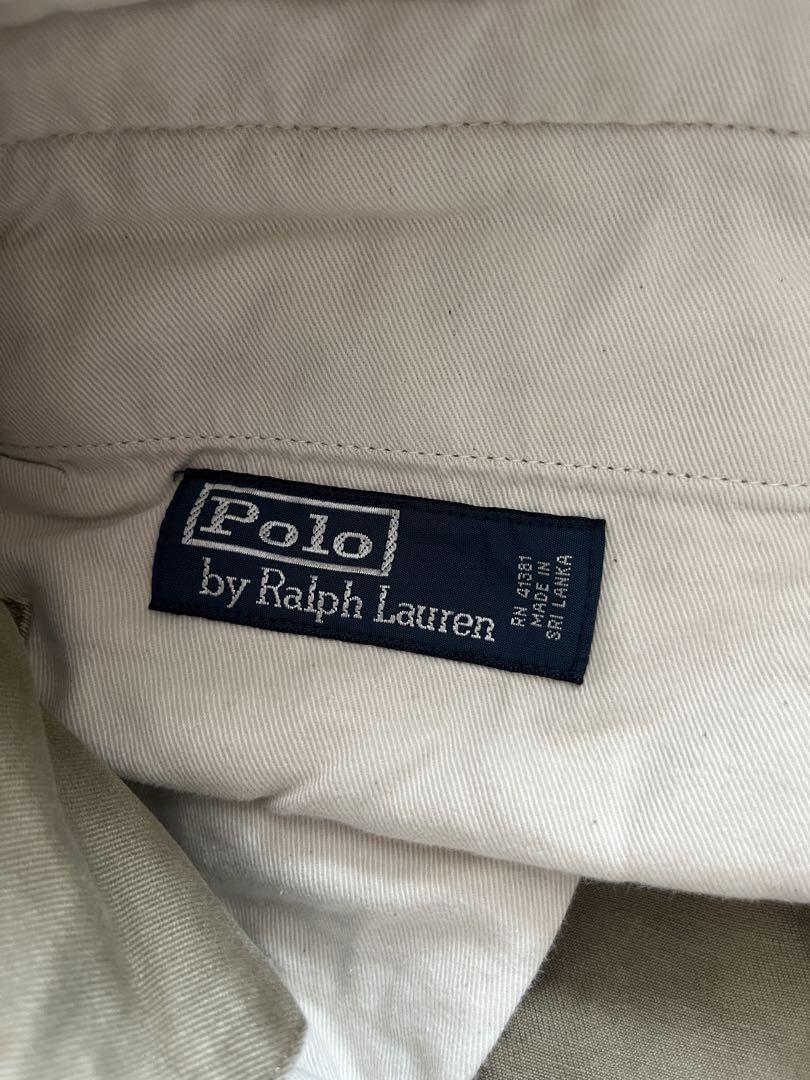 Polo
by Ralph Lauren
RN 41381
MADE IN
SRI LANKA